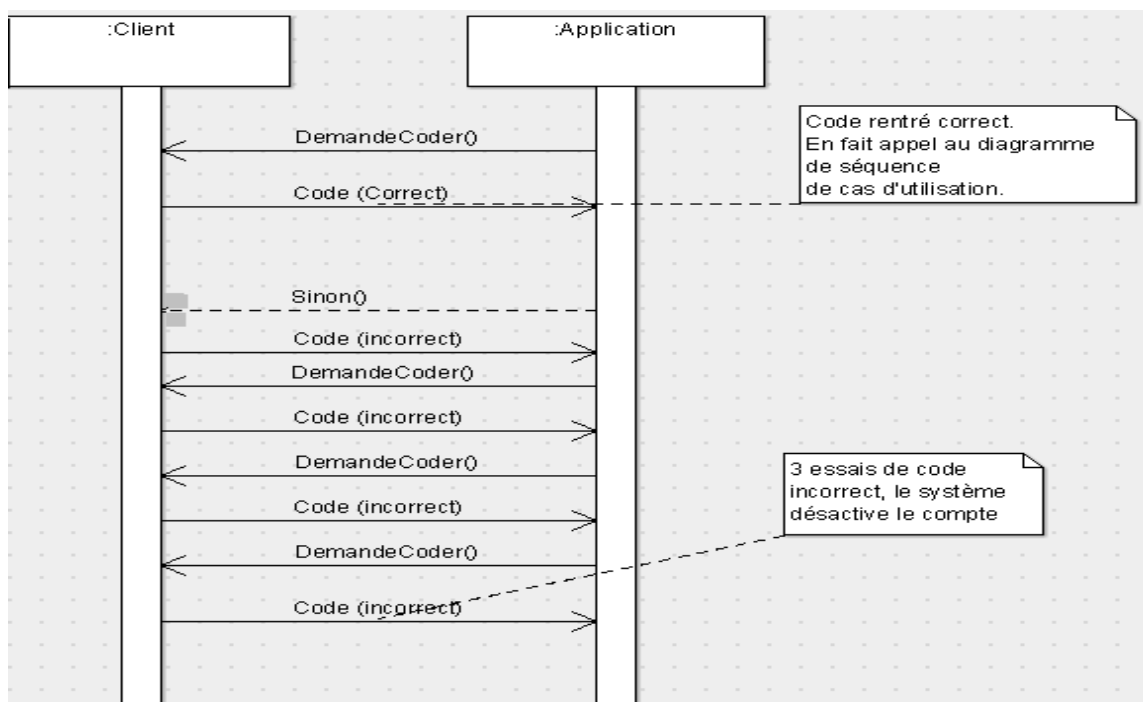 :Client
:Application
DemandeCoder()
Code rentré correct.
En fait appel au diagramme
de séquence
de cas d'utilisation.
Code (Correct)
Sinon()
Code (incorrect)
DemandeCoder()
Code (incorrect)
DemandeCoder()
3 essais de code
incorrect, le système
désactive le compte
Code (incorrect)
DemandeCoder()
Code (incorrect)